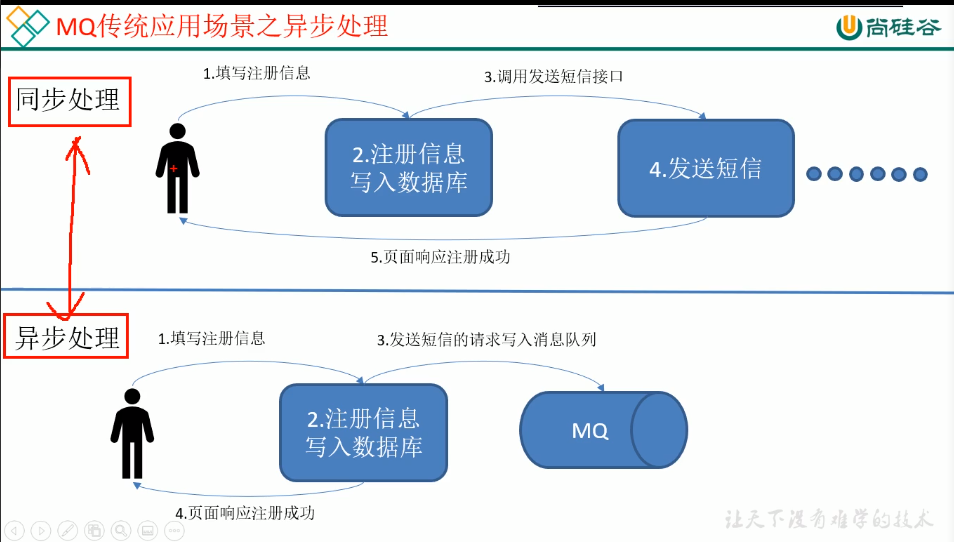 MQ传统应用场景之异步处理
尚硅谷
同步处理
1.填写注册信息
3.调用发送短信接口
2.注册信息
写入数据库
4.发送短信
5.页面响应注册成功
异步处理
1.填写注册信息
3.发送短信的请求写入消息队列
2.注册信息
写入数据库
MQ
4.页面响应注册成功
让天下没有难学的技术